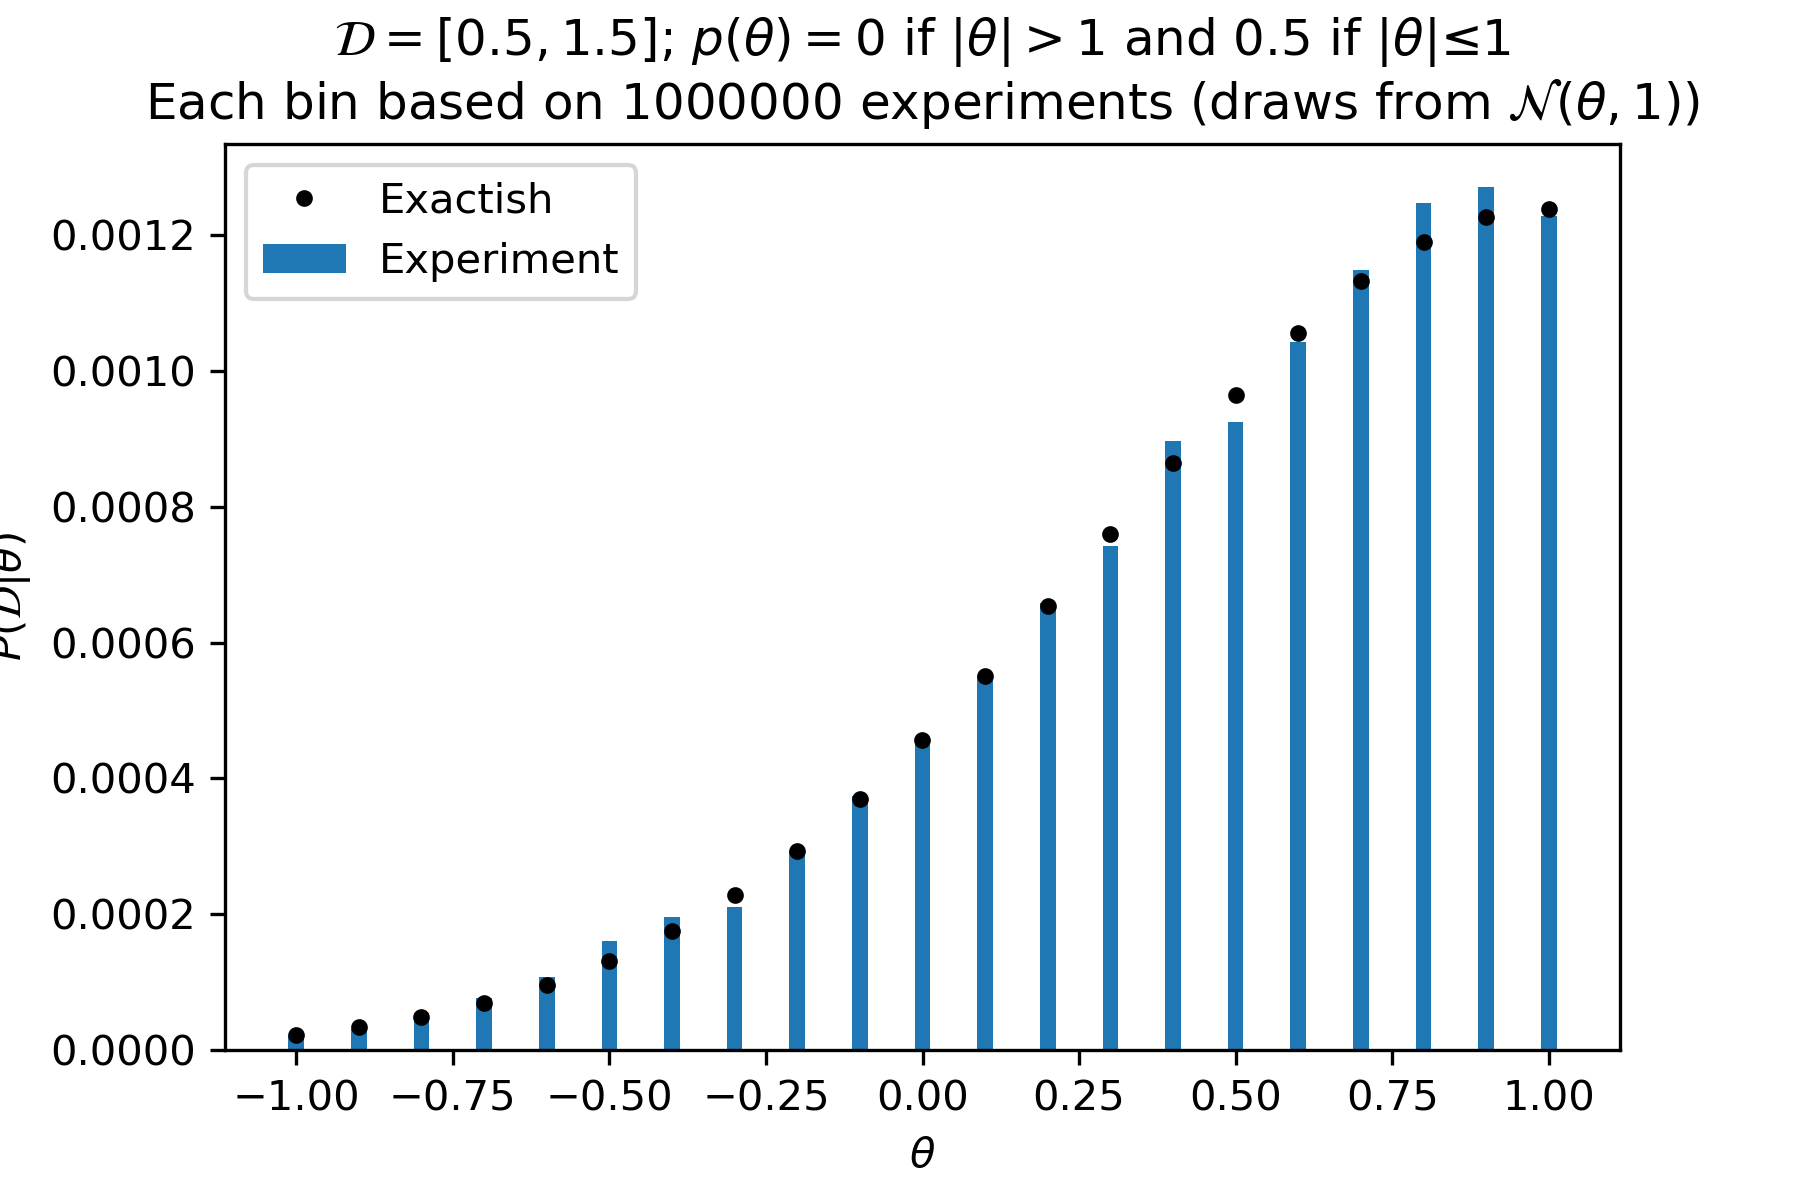 𝒟 = [0.5, 1.5]; p(θ) = 0 if |θ| > 1 and 0.5 if |θ|≤1
Each bin based on 1000000 experiments (draws from 𝒩(θ, 1))
Exactish
Experiment
0.0012
0.0010
0.0008
0.0006
0.0004
0.0002
0.0000
P(𝒟|θ)
−1.00 −0.75 −0.50 −0.25 0.00 0.25 0.50 0.75 1.00
θ